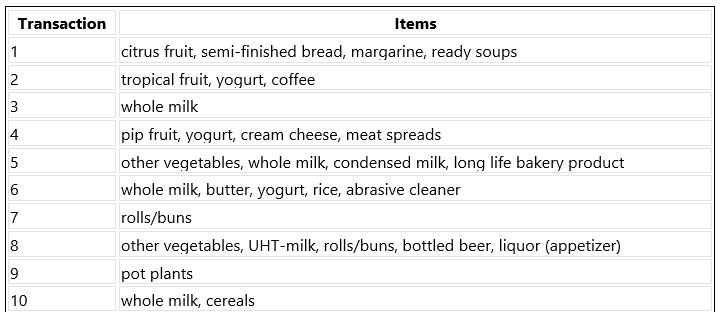 Transaction Items
1 citrus fruit, semi-finished bread, margarine, ready soups
2 tropical fruit, yogurt, coffee
3 whole milk
4 pip fruit, yogurt, cream cheese, meat spreads
5 other vegetables, whole milk, condensed milk, long life bakery product
6 whole milk, butter, yogurt, rice, abrasive cleaner
7 rolls/buns
8 other vegetables, UHT-milk, rolls/buns, bottled beer, liquor (appetizer)
9 pot plants
10 whole milk, cereals